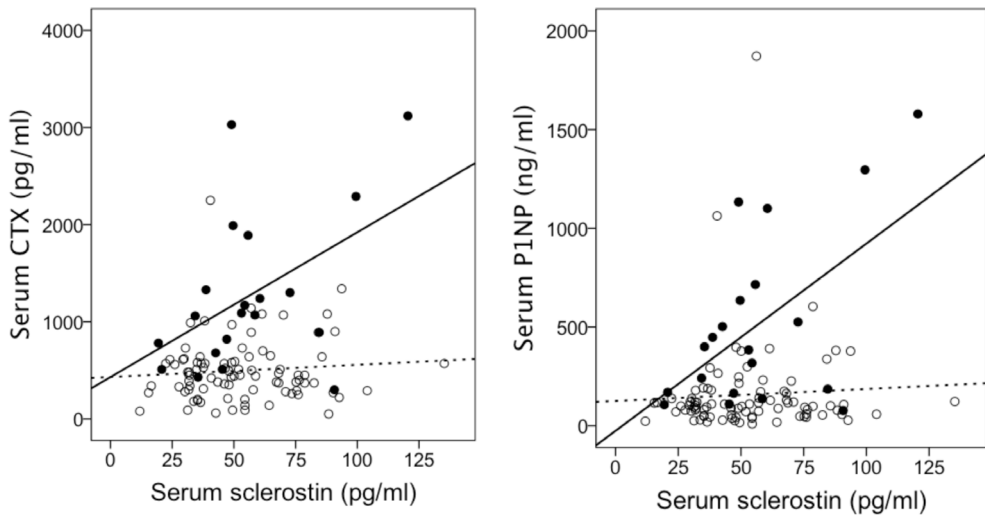 4000
3000
2000
1000
0
Serum CTX (pg/ml)
0 25 50 75 100 125
Serum sclerostin (pg/ml)
2000
1500
1000
500
0
Serum P1NP (ng/ml)
0 25 50 75 100 125
Serum sclerostin (pg/ml)